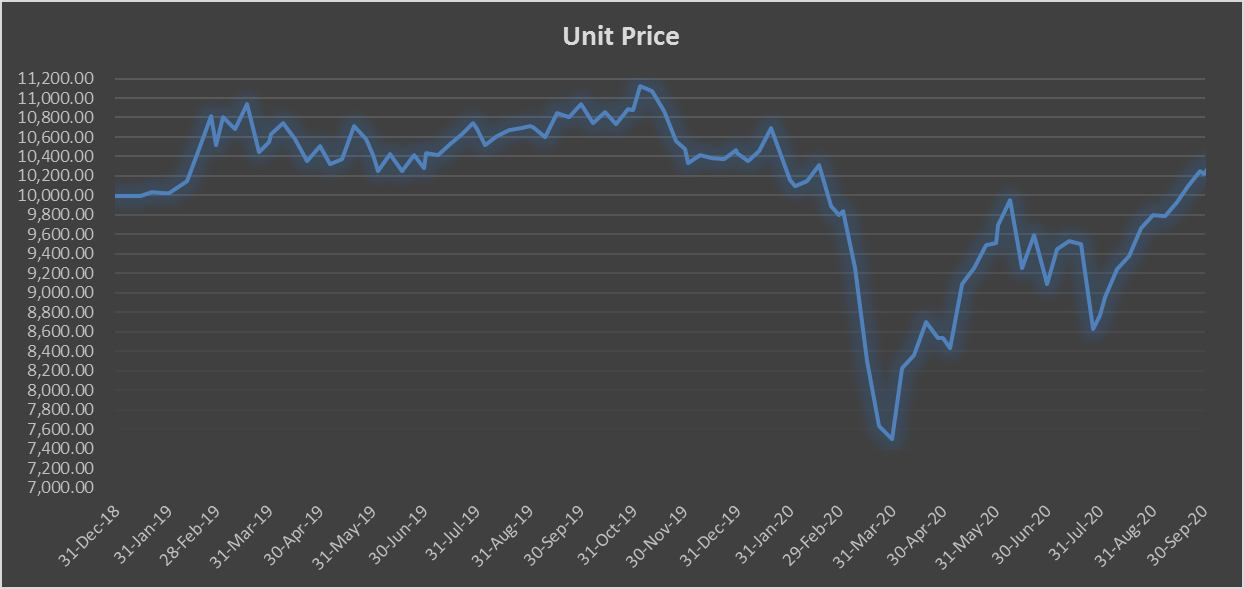 Unit Price
11,200.00
11,000.00
10,800.00
10,600.00
10,400.00
10,200.00
10,000.00
9,800.00
9,600.00
9,400.00
9,200.00
9,000.00
8,800.00
8,600.00
8,400.00
8,200.00
8,000.00
7,800.00
7,600.00
7,400.00
7,200.00
7,000.00
31-Dec-18
31-Jan-19
28-Feb-19
31-Mar-19
30-Apr-19
31-May-19
30-Jun-19
31-Jul-19
31-Aug-19
30-Sep-19
31-Oct-19
30-Nov-19
31-Dec-19
31-Jan-20
29-Feb-20
31-Mar-20
30-Apr-20
31-May-20
30-Jun-20
31-Jul-20
31-Aug-20
30-Sep-20